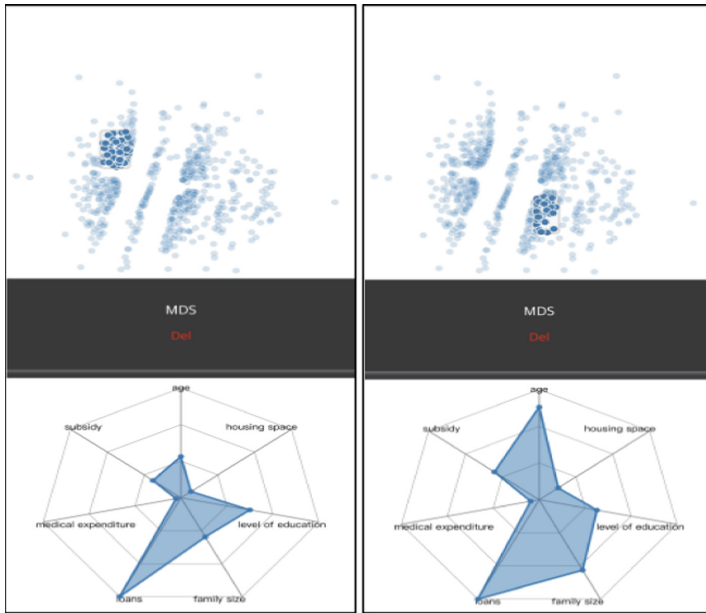 MDS
Del
age
subsidy
housing space
medical expenditure
level of education
loans
family size
MDS
Del
age
subsidy
housing space
medical expenditure
level of education
loans
family size